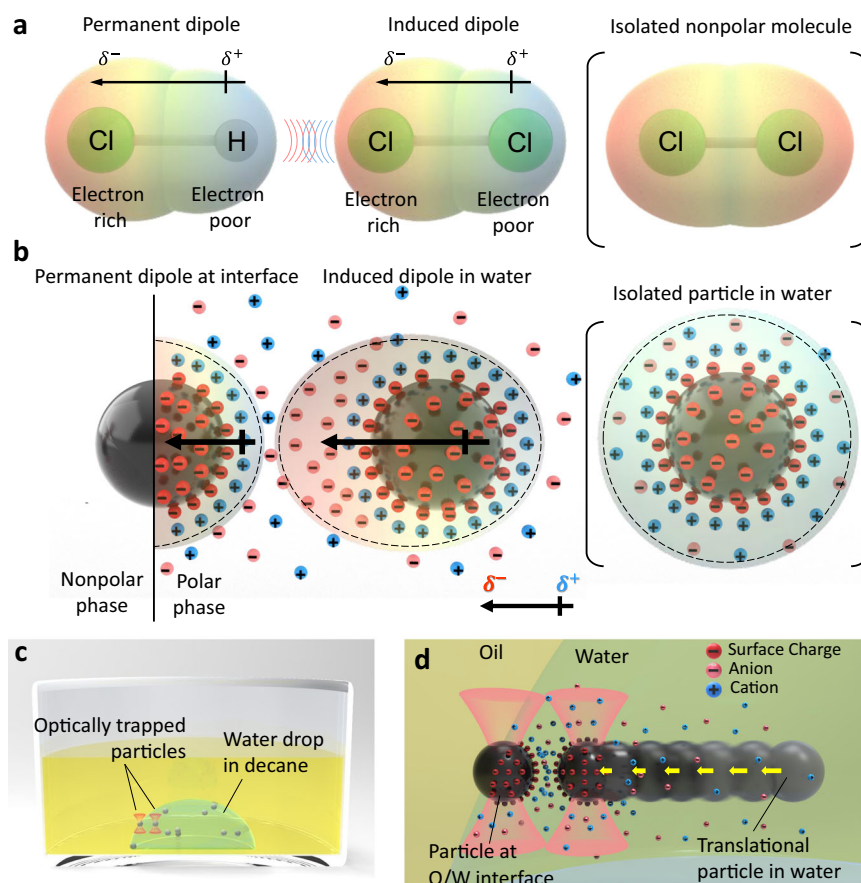 a
Permanent dipole
Induced dipole
Isolated nonpolar molecule
δ− δ+
δ− δ+
Cl H
Cl Cl
Cl Cl
Electron rich
Electron poor
Electron rich
Electron poor
b
Permanent dipole at interface
Induced dipole in water
Isolated particle in water
Nonpolar phase
Polar phase
δ− δ+
c
Optically trapped particles
Water drop in decane
d
Oil
Water
Surface Charge
Anion
Cation
Particle at O/W interface
Translational particle in water